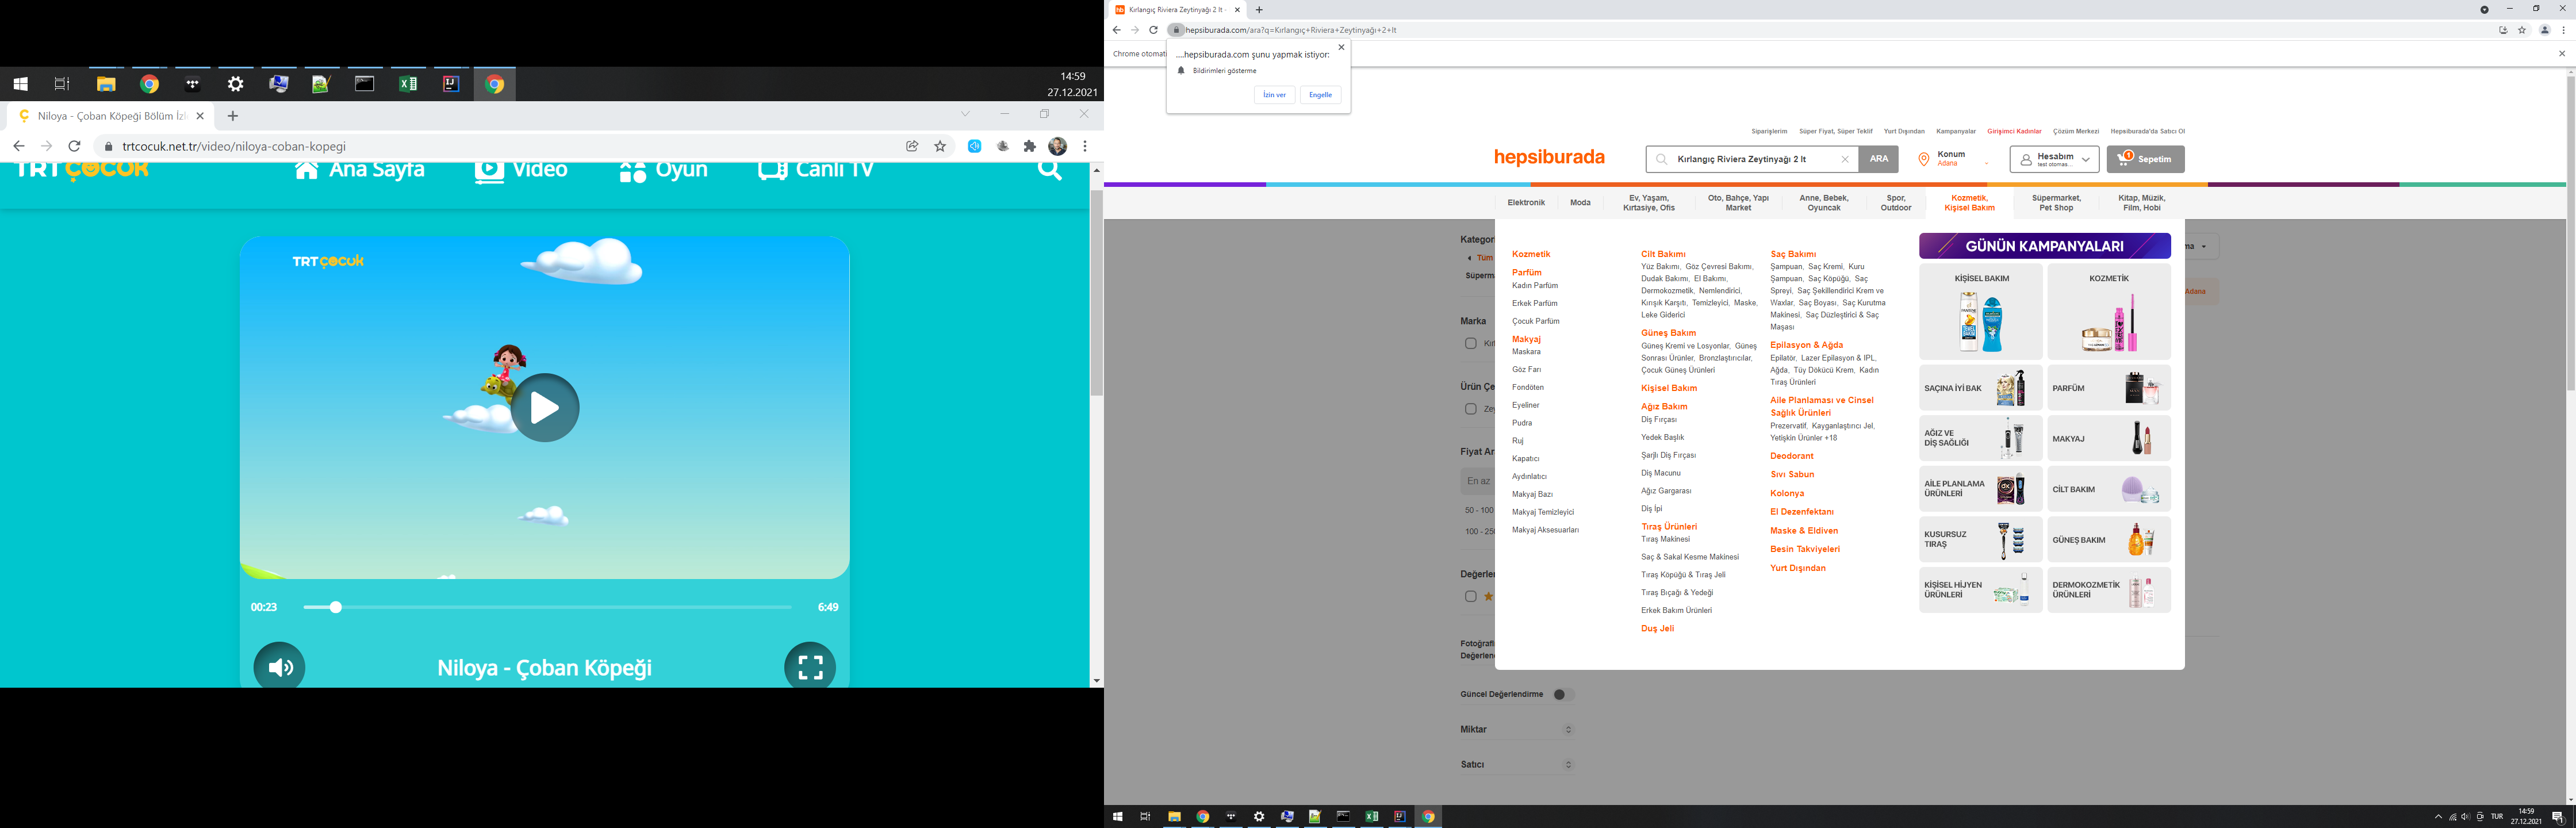 14:59
27.12.2021
Niloya - Çoban Köpeği Bölüm İzl
trtcocuk.net.tr/video/niloya-coban-kopegi
TRT ÇOCUK
Ana Sayfa
Video
Oyun
Canlı TV
TRT ÇOCUK
00:23
6:49
Niloya - Çoban Köpeği
Kırlangıç Riviera Zeytinyağı 2 lt -
hepsiburada.com/ara?q=Kırlangıç+Riviera+Zeytinyağı+2+lt
Chrome otomati
....hepsiburada.com şunu yapmak istiyor:
Bildirimleri gösterme
İzin ver
Engelle
Siparişlerim
Süper Fiyat, Süper Teklif
Yurt Dışından
Kampanyalar
Girişimci Kadınlar
Çözüm Merkezi
Hepsiburada'da Satıcı Ol
hepsiburada
Kırlangıç Riviera Zeytinyağı 2 lt
ARA
Konum
Adana
Hesabım
test otomas...
1
Sepetim
Elektronik
Moda
Ev, Yaşam,
Kırtasiye, Ofis
Oto, Bahçe, Yapı
Market
Anne, Bebek,
Oyuncak
Spor,
Outdoor
Kozmetik,
Kişisel Bakım
Süpermarket,
Pet Shop
Kitap, Müzik,
Film, Hobi
Kategori
Tüm
Süperma
Marka
Kırl
Ürün Çe
Zey
Fiyat Ar
En az
50 - 100
100 - 250
Değerlen
Fotoğraflı
Değerlend
Güncel Değerlendirme
Miktar
Satıcı
Kozmetik
Parfüm
Kadın Parfüm
Erkek Parfüm
Çocuk Parfüm
Makyaj
Maskara
Göz Farı
Fondöten
Eyeliner
Pudra
Ruj
Kapatıcı
Aydınlatıcı
Makyaj Bazı
Makyaj Temizleyici
Makyaj Aksesuarları
Cilt Bakımı
Yüz Bakımı, Göz Çevresi Bakımı,
Dudak Bakımı, El Bakımı,
Dermokozmetik, Nemlendirici,
Kırışık Karşıtı, Temizleyici, Maske,
Leke Giderici
Güneş Bakım
Güneş Kremi ve Losyonlar, Güneş
Sonrası Ürünler, Bronzlaştırıcılar,
Çocuk Güneş Ürünleri
Kişisel Bakım
Ağız Bakım
Diş Fırçası
Yedek Başlık
Şarjlı Diş Fırçası
Diş Macunu
Ağız Gargarası
Diş İpi
Tıraş Ürünleri
Tıraş Makinesi
Saç & Sakal Kesme Makinesi
Tıraş Köpüğü & Tıraş Jeli
Tıraş Bıçağı & Yedeği
Erkek Bakım Ürünleri
Duş Jeli
Saç Bakımı
Şampuan, Saç Kremi, Kuru
Şampuan, Saç Köpüğü, Saç
Spreyi, Saç Şekillendirici Krem ve
Waxlar, Saç Boyası, Saç Kurutma
Makinesi, Saç Düzleştirici & Saç
Maşası
Epilasyon & Ağda
Epilatör, Lazer Epilasyon & IPL,
Ağda, Tüy Dökücü Krem, Kadın
Tıraş Ürünleri
Aile Planlaması ve Cinsel
Sağlık Ürünleri
Prezervatif, Kayganlaştırıcı Jel,
Yetişkin Ürünler +18
Deodorant
Sıvı Sabun
Kolonya
El Dezenfektanı
Maske & Eldiven
Besin Takviyeleri
Yurt Dışından
GÜNÜN KAMPANYALARI
KİŞİSEL BAKIM
KOZMETİK
SAÇINA İYİ BAK
PARFÜM
AĞIZ VE
DİŞ SAĞLIĞI
MAKYAJ
AİLE PLANLAMA
ÜRÜNLERİ
CİLT BAKIM
KUSURSUZ
TIRAŞ
GÜNEŞ BAKIM
KİŞİSEL HİJYEN
ÜRÜNLERİ
DERMOKOZMETİK
ÜRÜNLERİ
ma
Adana
TUR
14:59
27.12.2021